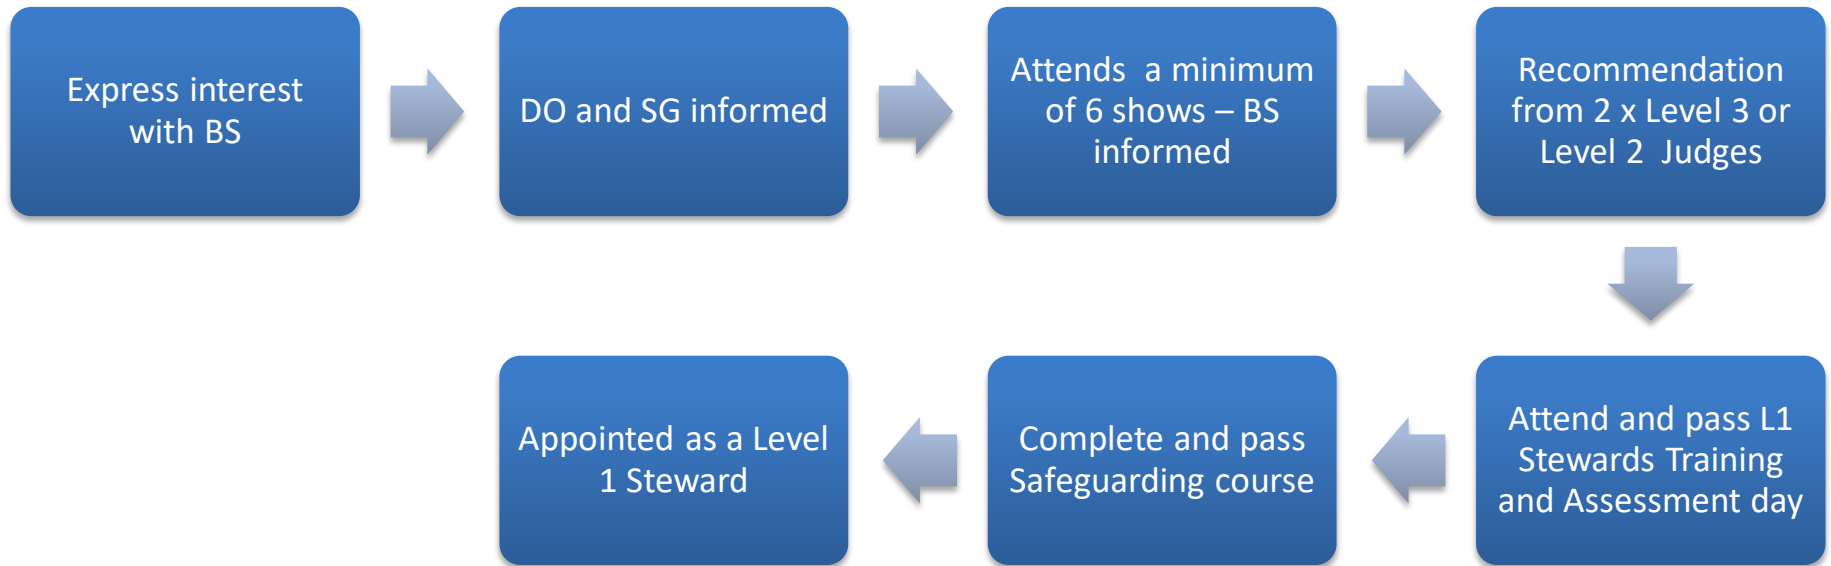 Express interest
with BS
DO and SG informed
Attends  a minimum
of 6 shows – BS
informed
Recommendation
from 2 x Level 3 or
Level 2  Judges
Attend and pass L1
Stewards Training
and Assessment day
Complete and pass
Safeguarding course
Appointed as a Level
1 Steward